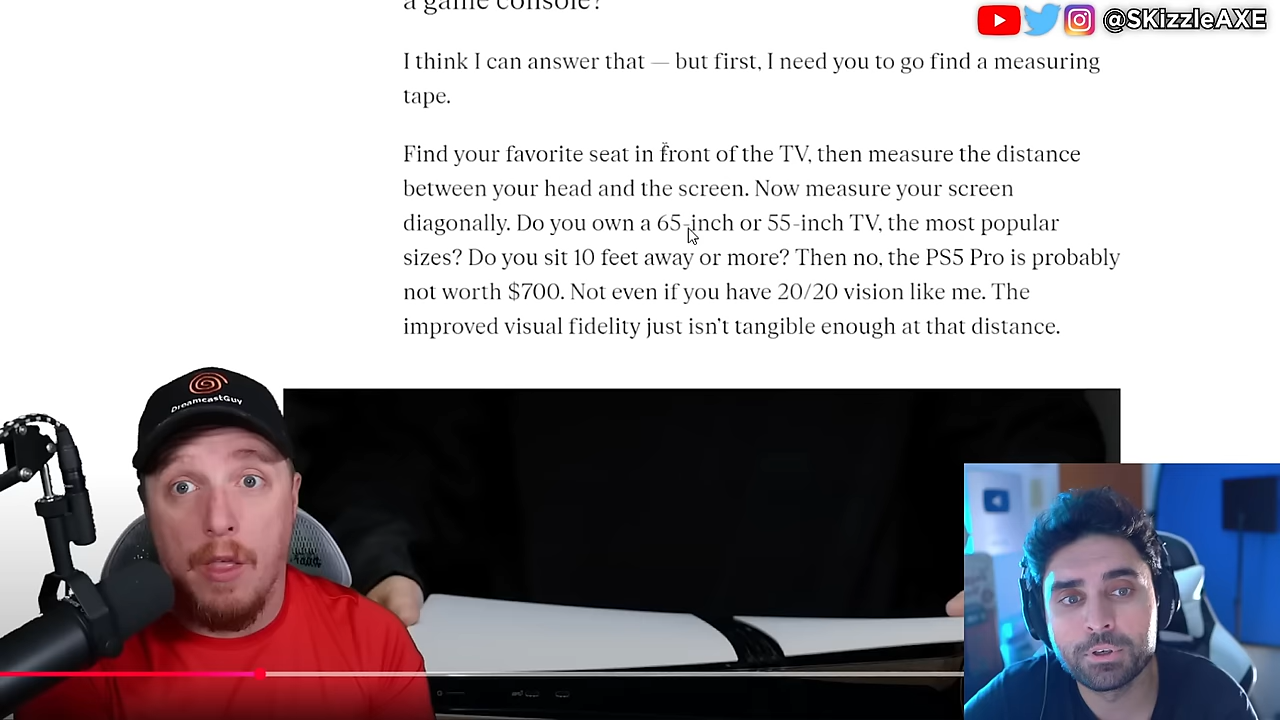 a game console?
@SKizzleAXE
I think I can answer that — but first, I need you to go find a measuring
tape.
Find your favorite seat in front of the TV, then measure the distance
between your head and the screen. Now measure your screen
diagonally. Do you own a 65-inch or 55-inch TV, the most popular
sizes? Do you sit 10 feet away or more? Then no, the PS5 Pro is probably
not worth $700. Not even if you have 20/20 vision like me. The
improved visual fidelity just isn’t tangible enough at that distance.
DreamcastGuy